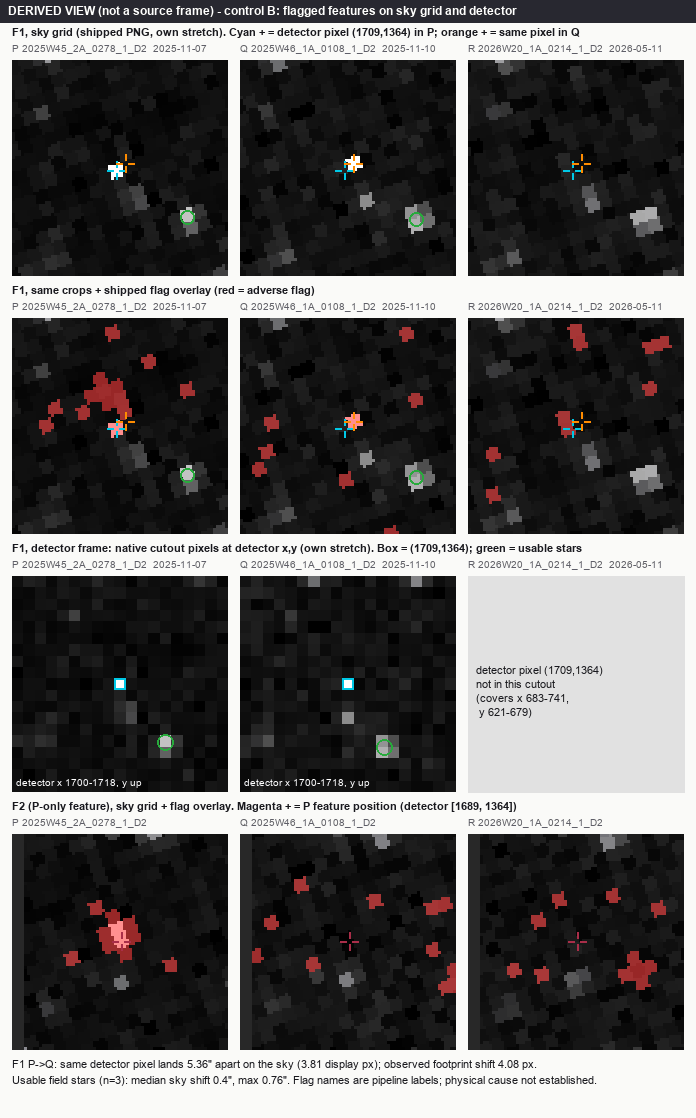 DERIVED VIEW (not a source frame) - control B: flagged features on sky grid and detector
F1, sky grid (shipped PNG, own stretch). Cyan + = detector pixel (1709,1364) in P; orange + = same pixel in Q
P 2025W45_2A_0278_1_D2 2025-11-07
Q 2025W46_1A_0108_1_D2 2025-11-10
R 2026W20_1A_0214_1_D2 2026-05-11
F1, same crops + shipped flag overlay (red = adverse flag)
P 2025W45_2A_0278_1_D2 2025-11-07
Q 2025W46_1A_0108_1_D2 2025-11-10
R 2026W20_1A_0214_1_D2 2026-05-11
F1, detector frame: native cutout pixels at detector x,y (own stretch). Box = (1709,1364); green = usable stars
P 2025W45_2A_0278_1_D2 2025-11-07
Q 2025W46_1A_0108_1_D2 2025-11-10
R 2026W20_1A_0214_1_D2 2026-05-11
detector pixel (1709,1364)
not in this cutout
(covers x 683-741,
y 621-679)
detector x 1700-1718, y up
detector x 1700-1718, y up
F2 (P-only feature), sky grid + flag overlay. Magenta + = P feature position (detector [1689, 1364])
P 2025W45_2A_0278_1_D2
Q 2025W46_1A_0108_1_D2
R 2026W20_1A_0214_1_D2
F1 P->Q: same detector pixel lands 5.36" apart on the sky (3.81 display px); observed footprint shift 4.08 px.
Usable field stars (n=3): median sky shift 0.4", max 0.76". Flag names are pipeline labels; physical cause not established.